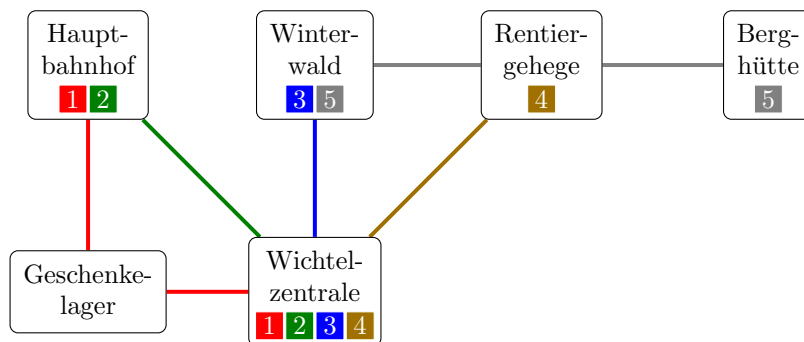 Haupt-
bahnhof
1 2
Winter-
wald
3 5
Rentier-
gehege
4
Berg-
hütte
5
Geschenke-
lager
Wichtel-
zentrale
1 2 3 4